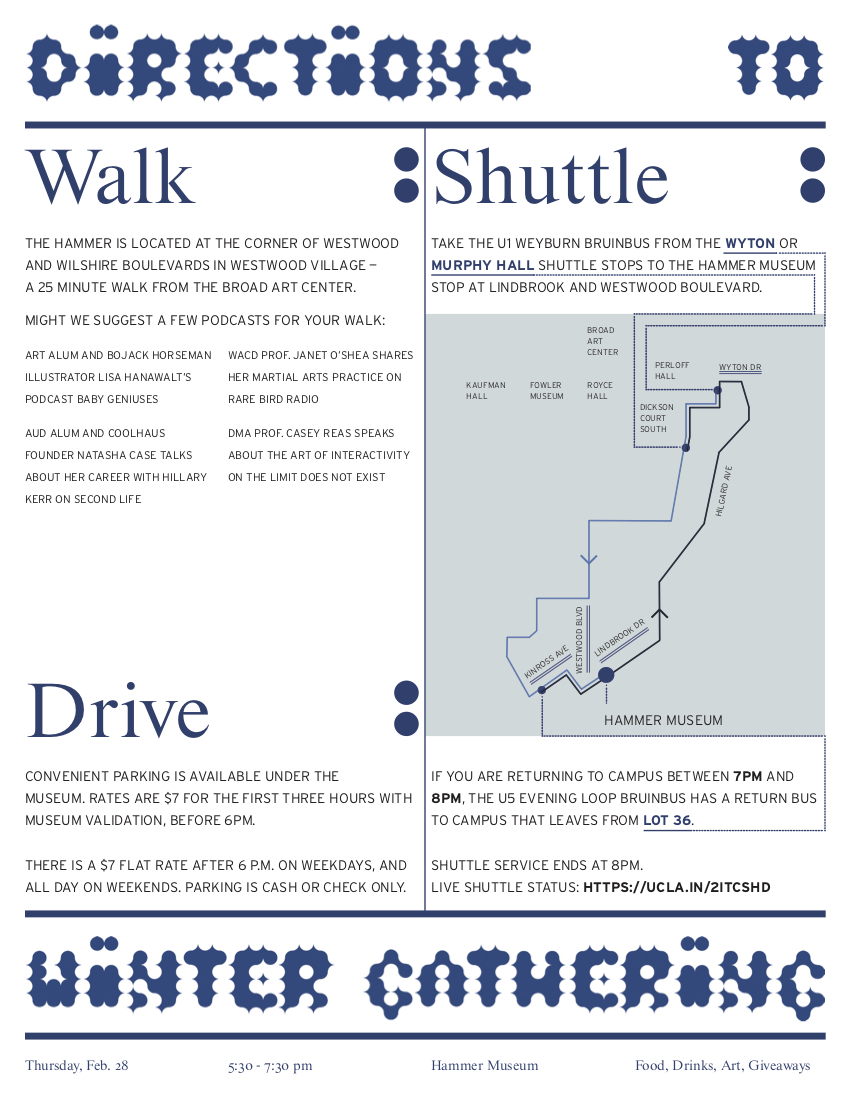 DÏRECTÏONS TO
Walk :
THE HAMMER IS LOCATED AT THE CORNER OF WESTWOOD
AND WILSHIRE BOULEVARDS IN WESTWOOD VILLAGE –
A 25 MINUTE WALK FROM THE BROAD ART CENTER.
MIGHT WE SUGGEST A FEW PODCASTS FOR YOUR WALK:
ART ALUM AND BOJACK HORSEMAN
ILLUSTRATOR LISA HANAWALT'S
PODCAST BABY GENIUSES
WACD PROF. JANET O'SHEA SHARES
HER MARTIAL ARTS PRACTICE ON
RARE BIRD RADIO
AUD ALUM AND COOLHAUS
FOUNDER NATASHA CASE TALKS
ABOUT HER CAREER WITH HILLARY
KERR ON SECOND LIFE
DMA PROF. CASEY REAS SPEAKS
ABOUT THE ART OF INTERACTIVITY
ON THE LIMIT DOES NOT EXIST
Drive :
CONVENIENT PARKING IS AVAILABLE UNDER THE
MUSEUM. RATES ARE $7 FOR THE FIRST THREE HOURS WITH
MUSEUM VALIDATION, BEFORE 6PM.
THERE IS A $7 FLAT RATE AFTER 6 P.M. ON WEEKDAYS, AND
ALL DAY ON WEEKENDS. PARKING IS CASH OR CHECK ONLY.
Shuttle :
TAKE THE U1 WEYBURN BRUINBUS FROM THE WYTON OR
MURPHY HALL SHUTTLE STOPS TO THE HAMMER MUSEUM
STOP AT LINDBROOK AND WESTWOOD BOULEVARD.
BROAD
ART
CENTER
PERLOFF
HALL
WYTON DR
KAUFMAN
HALL
FOWLER
MUSEUM
ROYCE
HALL
DICKSON
COURT
SOUTH
HILGARD AVE
WESTWOOD BLVD
LINDBROOK DR
KINROSS AVE
HAMMER MUSEUM
IF YOU ARE RETURNING TO CAMPUS BETWEEN 7PM AND
8PM, THE U5 EVENING LOOP BRUINBUS HAS A RETURN BUS
TO CAMPUS THAT LEAVES FROM LOT 36.
SHUTTLE SERVICE ENDS AT 8PM.
LIVE SHUTTLE STATUS: HTTPS://UCLA.IN/2ITCSHD
WÏNTER GATHERÏNG
Thursday, Feb. 28
5:30 - 7:30 pm
Hammer Museum
Food, Drinks, Art, Giveaways